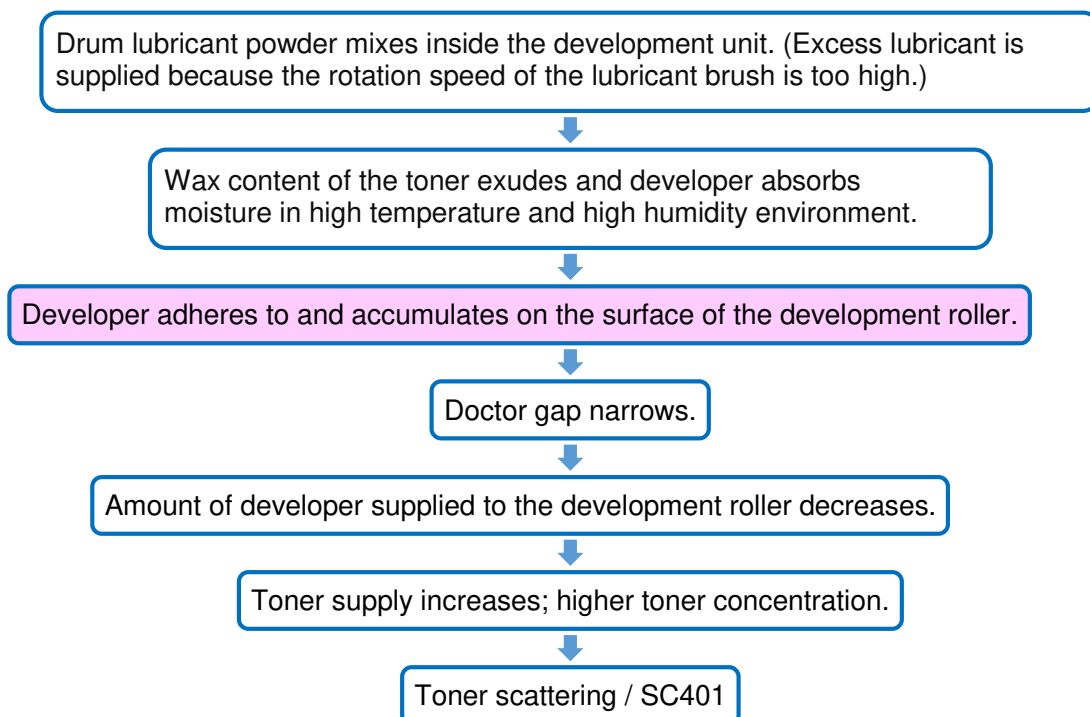 Drum lubricant powder mixes inside the development unit. (Excess lubricant is
supplied because the rotation speed of the lubricant brush is too high.)
Wax content of the toner exudes and developer absorbs
moisture in high temperature and high humidity environment.
Developer adheres to and accumulates on the surface of the development roller.
Doctor gap narrows.
Amount of developer supplied to the development roller decreases.
Toner supply increases; higher toner concentration.
Toner scattering / SC401